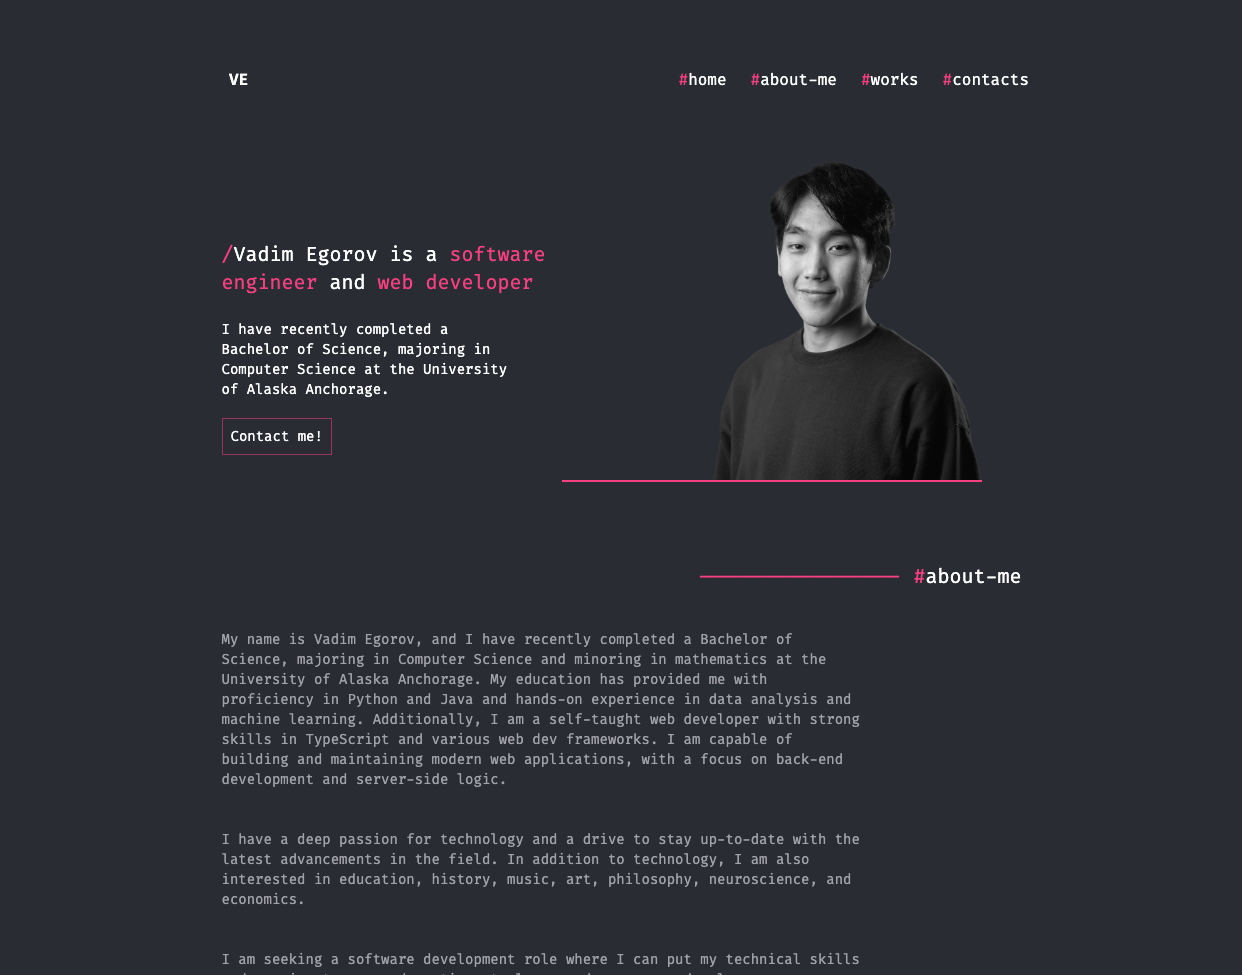 VE
#home #about-me #works #contacts
/Vadim Egorov is a software
engineer and web developer
I have recently completed a
Bachelor of Science, majoring in
Computer Science at the University
of Alaska Anchorage.
Contact me!
#about-me
My name is Vadim Egorov, and I have recently completed a Bachelor of
Science, majoring in Computer Science and minoring in mathematics at the
University of Alaska Anchorage. My education has provided me with
proficiency in Python and Java and hands-on experience in data analysis and
machine learning. Additionally, I am a self-taught web developer with strong
skills in TypeScript and various web dev frameworks. I am capable of
building and maintaining modern web applications, with a focus on back-end
development and server-side logic.
I have a deep passion for technology and a drive to stay up-to-date with the
latest advancements in the field. In addition to technology, I am also
interested in education, history, music, art, philosophy, neuroscience, and
economics.
I am seeking a software development role where I can put my technical skills